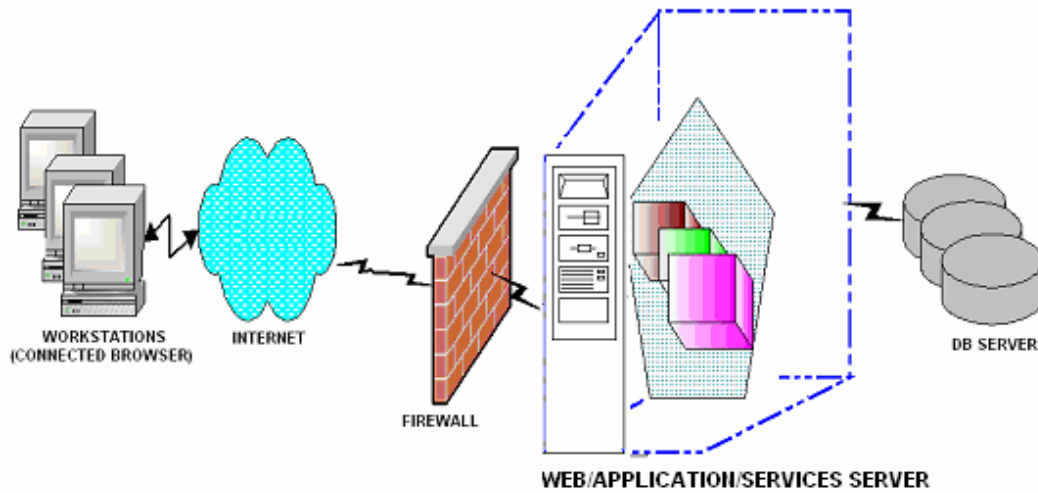 WORKSTATIONS
(CONNECTED BROWSER)
INTERNET
FIREWALL
WEB/APPLICATION/SERVICES SERVER
DB SERVER